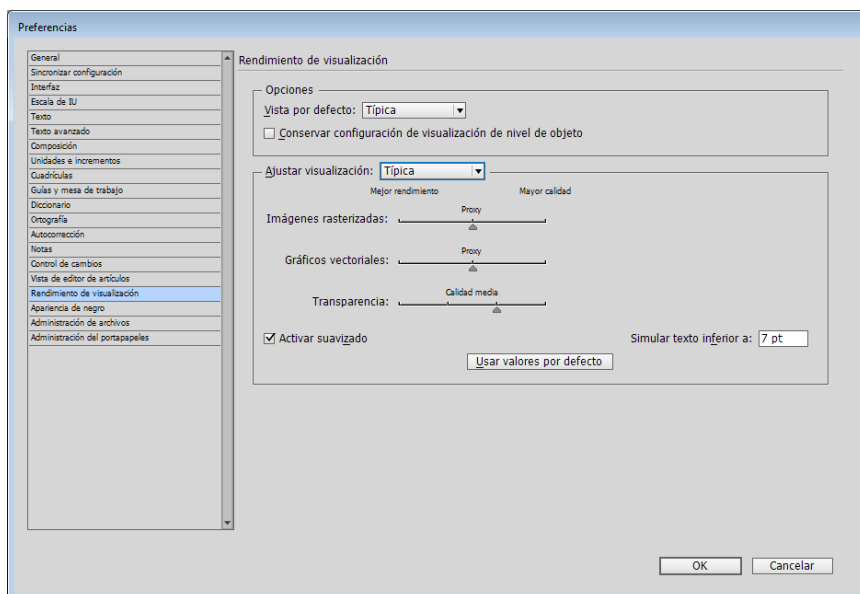 Preferencias
General
Sincronizar configuración
Interfaz
Escala de IU
Texto
Texto avanzado
Composición
Unidades e incrementos
Cuadrículas
Guías y mesa de trabajo
Diccionario
Ortografía
Autocorrección
Notas
Control de cambios
Vista de editor de artículos
Rendimiento de visualización
Apariencia de negro
Administración de archivos
Administración del portapapeles
Rendimiento de visualización
Opciones
Vista por defecto: Típica
Conservar configuración de visualización de nivel de objeto
Ajustar visualización: Típica
Mejor rendimiento Mayor calidad
Proxy
Imágenes rasterizadas:
Proxy
Gráficos vectoriales:
Calidad media
Transparencia:
Activar suavizado Simular texto inferior a: 7 pt
Usar valores por defecto
OK Cancelar